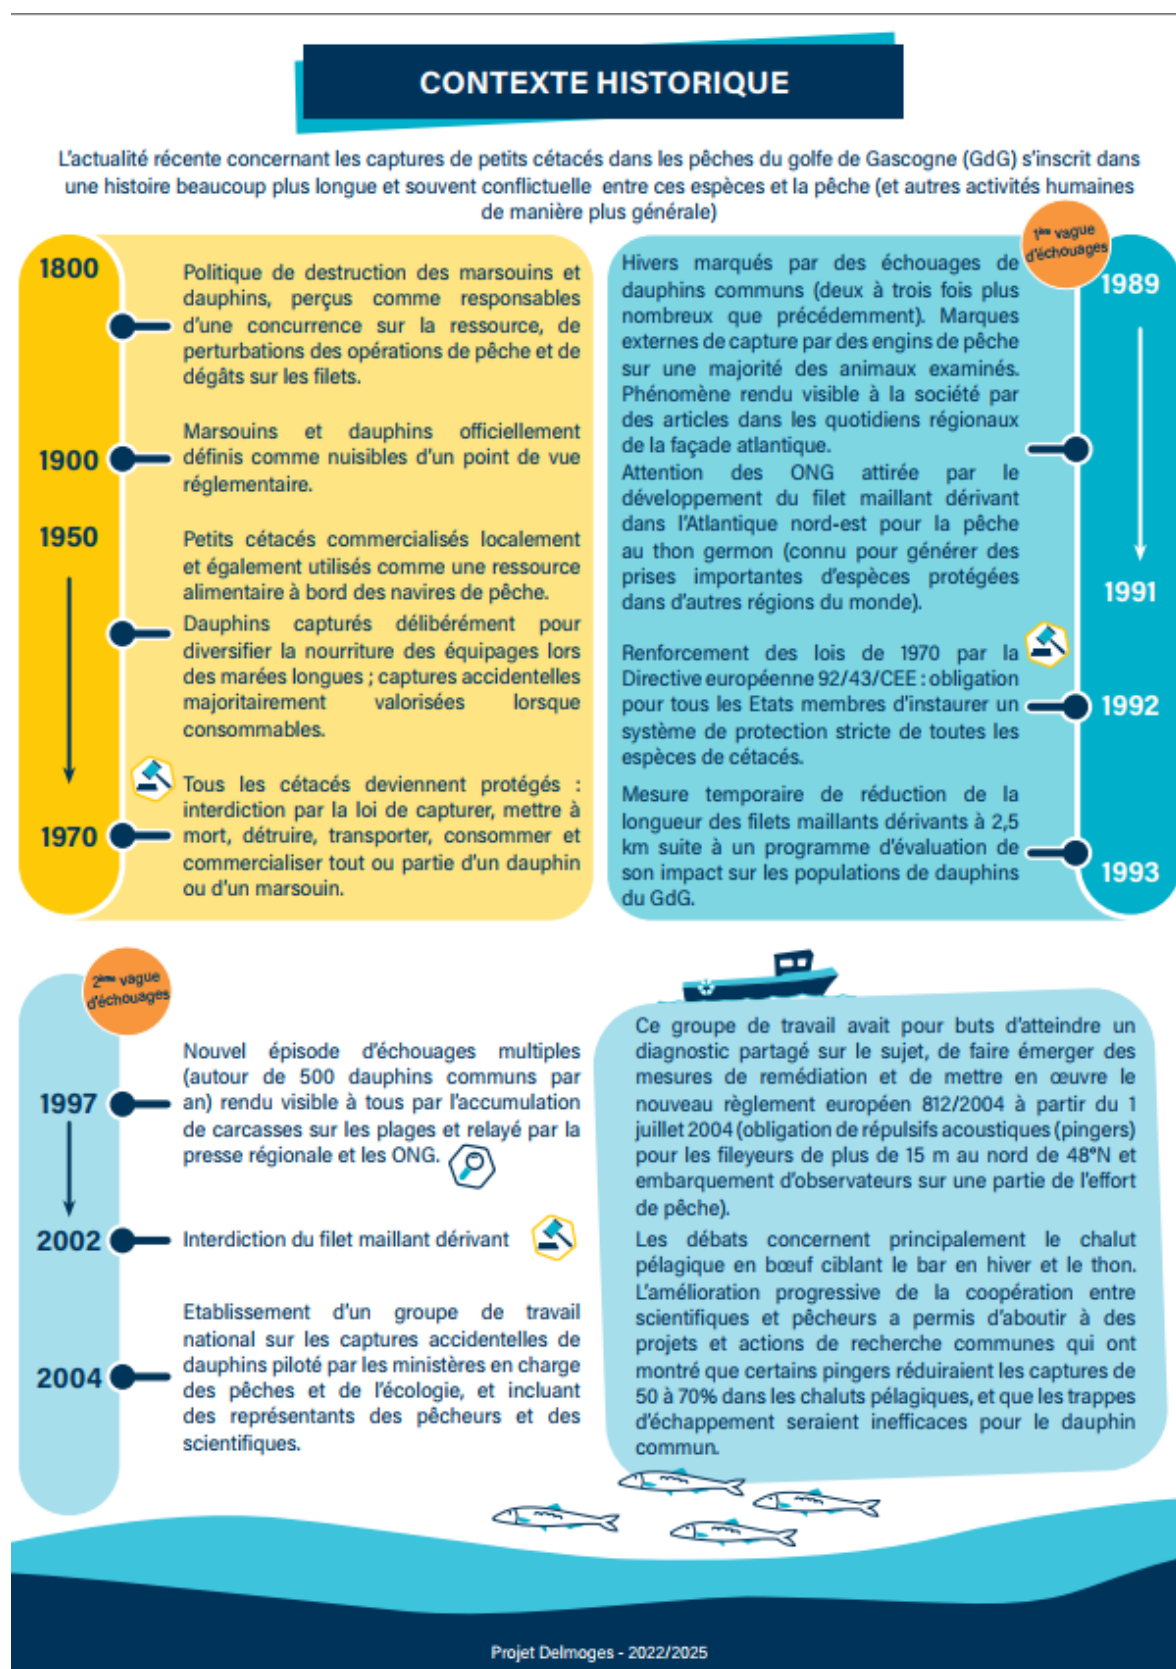 CONTEXTE HISTORIQUE
L'actualité récente concernant les captures de petits cétacés dans les pêches du golfe de Gascogne (GdG) s'inscrit dans
une histoire beaucoup plus longue et souvent conflictuelle entre ces espèces et la pêche (et autres activités humaines
de manière plus générale)
1800
Politique de destruction des marsouins et
dauphins, perçus comme responsables
d'une concurrence sur la ressource, de
perturbations des opérations de pêche et de
dégâts sur les filets.
1900
Marsouins et dauphins officiellement
définis comme nuisibles d'un point de vue
réglementaire.
1950
Petits cétacés commercialisés localement
et également utilisés comme une ressource
alimentaire à bord des navires de pêche.
Dauphins capturés délibérément pour
diversifier la nourriture des équipages lors
des marées longues ; captures accidentelles
majoritairement valorisées lorsque
consommables.
1970
Tous les cétacés deviennent protégés :
interdiction par la loi de capturer, mettre à
mort, détruire, transporter, consommer et
commercialiser tout ou partie d'un dauphin
ou d'un marsouin.
1ère vague
d'échouages
1989
Hivers marqués par des échouages de
dauphins communs (deux à trois fois plus
nombreux que précédemment). Marques
externes de capture par des engins de pêche
sur une majorité des animaux examinés.
Phénomène rendu visible à la société par
des articles dans les quotidiens régionaux
de la façade atlantique.
Attention des ONG attirée par le
développement du filet maillant dérivant
dans l'Atlantique nord-est pour la pêche
au thon germon (connu pour générer des
prises importantes d'espèces protégées
dans d'autres régions du monde).
1991
Renforcement des lois de 1970 par la
Directive européenne 92/43/CEE : obligation
pour tous les Etats membres d'instaurer un
système de protection stricte de toutes les
espèces de cétacés.
1992
Mesure temporaire de réduction de la
longueur des filets maillants dérivants à 2,5
km suite à un programme d'évaluation de
son impact sur les populations de dauphins
du GdG.
1993
2ème vague
d'échouages
1997
Nouvel épisode d'échouages multiples
(autour de 500 dauphins communs par
an) rendu visible à tous par l'accumulation
de carcasses sur les plages et relayé par la
presse régionale et les ONG.
2002
Interdiction du filet maillant dérivant
2004
Etablissement d'un groupe de travail
national sur les captures accidentelles de
dauphins piloté par les ministères en charge
des pêches et de l'écologie, et incluant
des représentants des pêcheurs et des
scientifiques.
Ce groupe de travail avait pour buts d'atteindre un
diagnostic partagé sur le sujet, de faire émerger des
mesures de remédiation et de mettre en œuvre le
nouveau règlement européen 812/2004 à partir du 1
juillet 2004 (obligation de répulsifs acoustiques (pingers)
pour les fileyeurs de plus de 15 m au nord de 48°N et
embarquement d'observateurs sur une partie de l'effort
de pêche).
Les débats concernent principalement le chalut
pélagique en bœuf ciblant le bar en hiver et le thon.
L'amélioration progressive de la coopération entre
scientifiques et pêcheurs a permis d'aboutir à des
projets et actions de recherche communes qui ont
montré que certains pingers réduiraient les captures de
50 à 70% dans les chaluts pélagiques, et que les trappes
d'échappement seraient inefficaces pour le dauphin
commun.
Projet Delmoges - 2022/2025